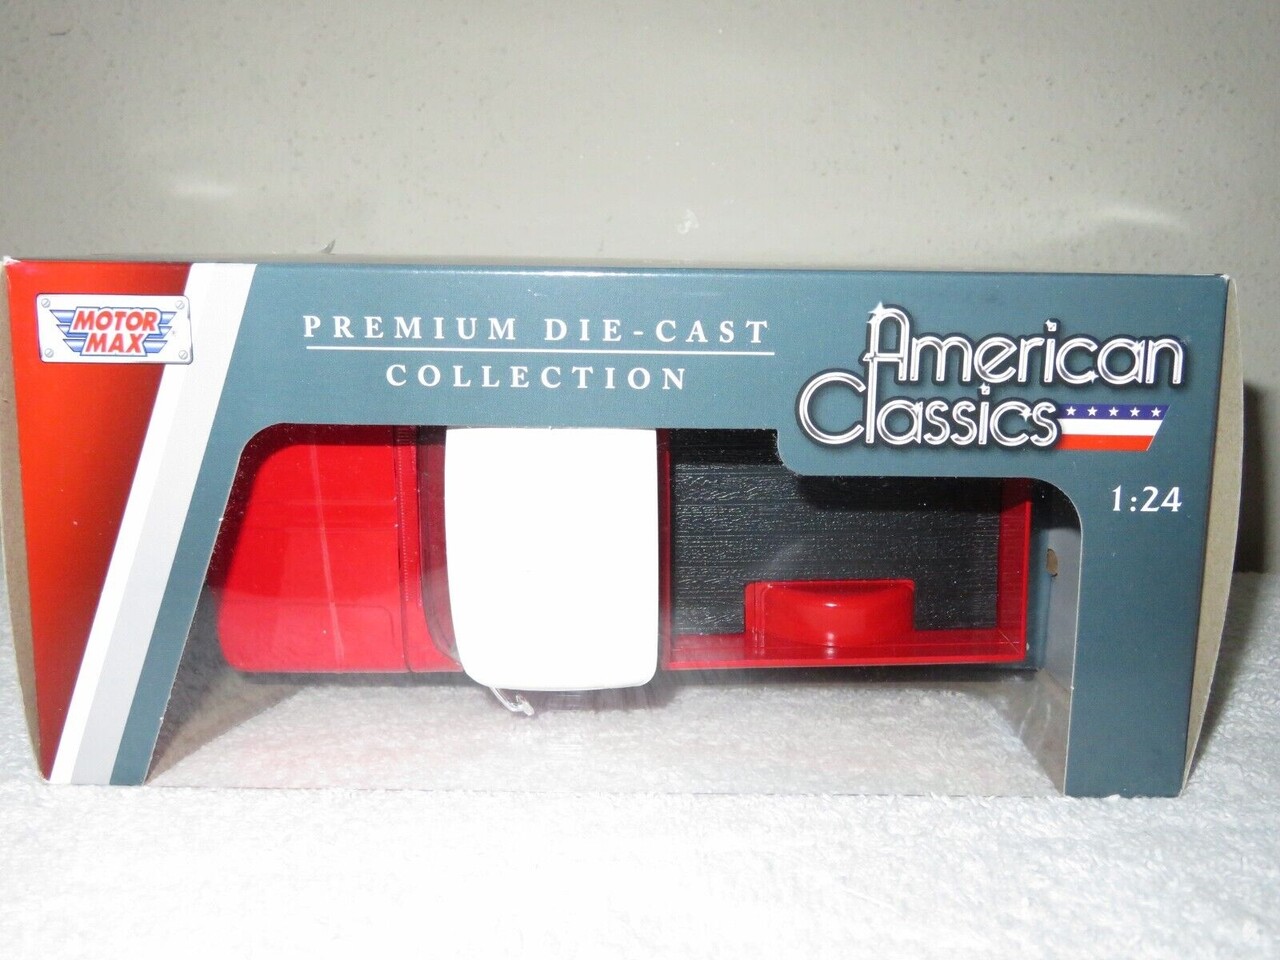 MOTOR
MAX
PREMIUM DIE-CAST
COLLECTION
American
Classics
1:24